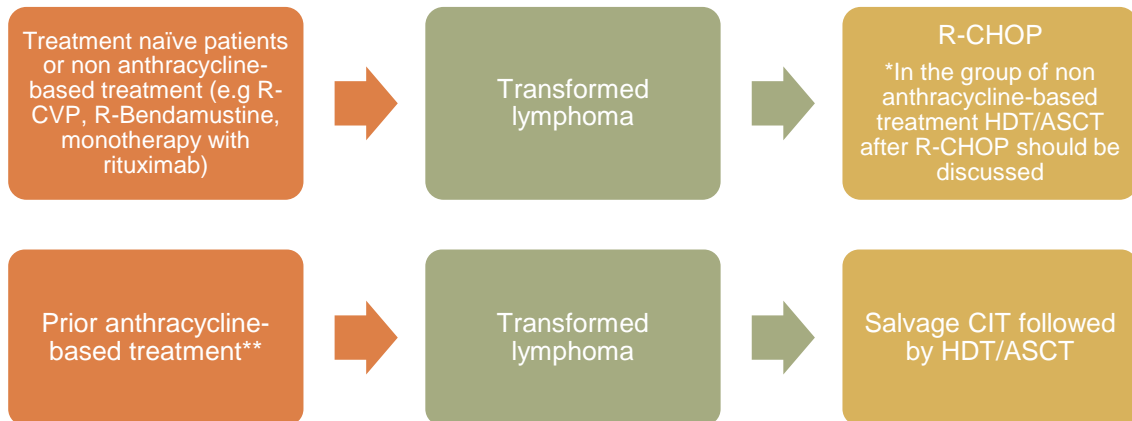 Treatment naïve patients
or non anthracycline-
based treatment (e.g R-
CVP, R-Bendamustine,
monotherapy with
rituximab)
Transformed
lymphoma
R-CHOP
*In the group of non
anthracycline-based
treatment HDT/ASCT
after R-CHOP should be
discussed
Prior anthracycline-
based treatment**
Transformed
lymphoma
Salvage CIT followed
by HDT/ASCT